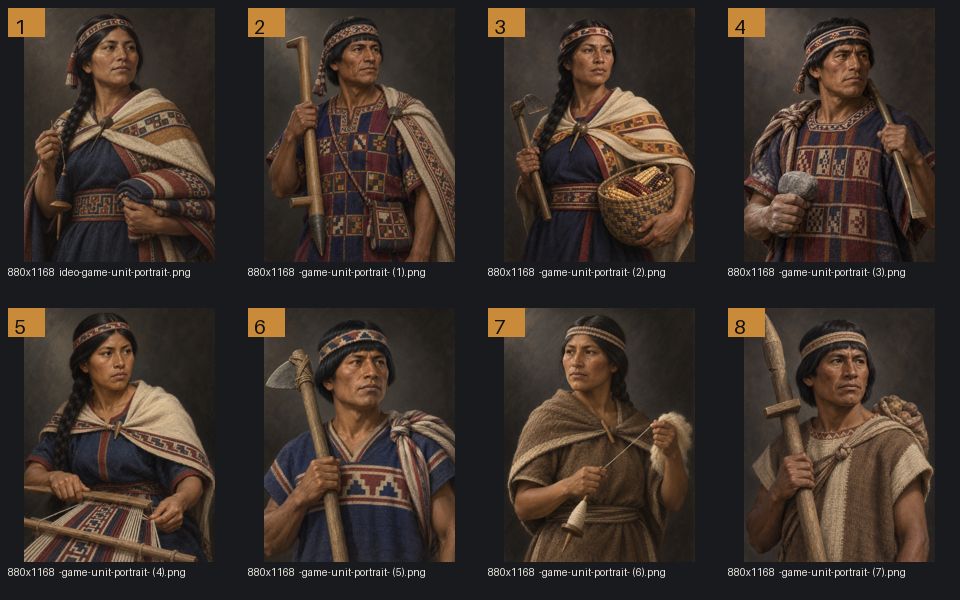 1
2
3
4
880x1168 ideo-game-unit-portrait.png
880x1168 -game-unit-portrait- (1).png
880x1168 -game-unit-portrait- (2).png
880x1168 -game-unit-portrait- (3).png
5
6
7
8
880x1168 -game-unit-portrait- (4).png
880x1168 -game-unit-portrait- (5).png
880x1168 -game-unit-portrait- (6).png
880x1168 -game-unit-portrait- (7).png